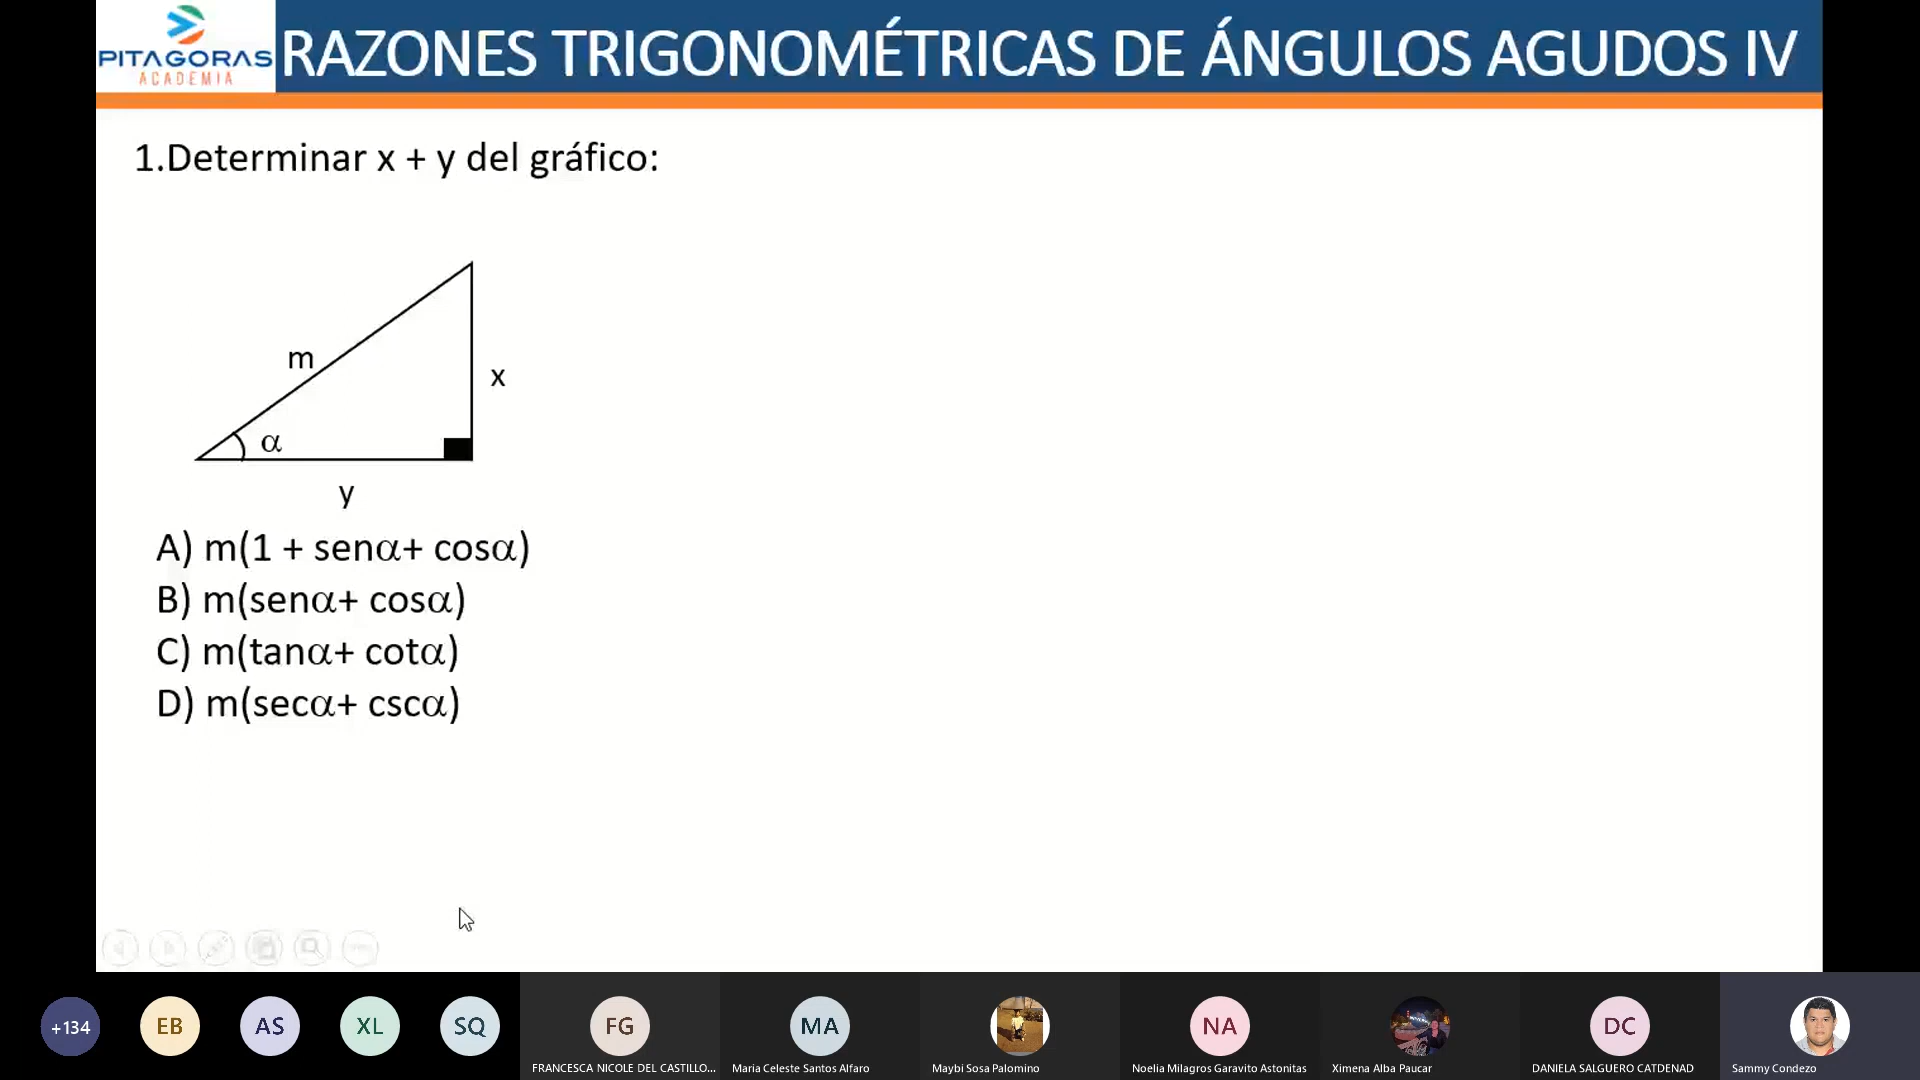 PITAGORAS
ACADEMIA
RAZONES TRIGONOMÉTRICAS DE ÁNGULOS AGUDOS IV
1.Determinar x + y del gráfico:
m
x
α
y
A) m(1 + senα+ cosα)
B) m(senα+ cosα)
C) m(tanα+ cotα)
D) m(secα+ cscα)
+134
EB
AS
XL
SQ
FG
MA
NA
DC
FRANCESCA NICOLE DEL CASTILLO...
Maria Celeste Santos Alfaro
Maybi Sosa Palomino
Noelia Milagros Garavito Astonitas
Ximena Alba Paucar
DANIELA SALGUERO CATDENAD
Sammy Condezo